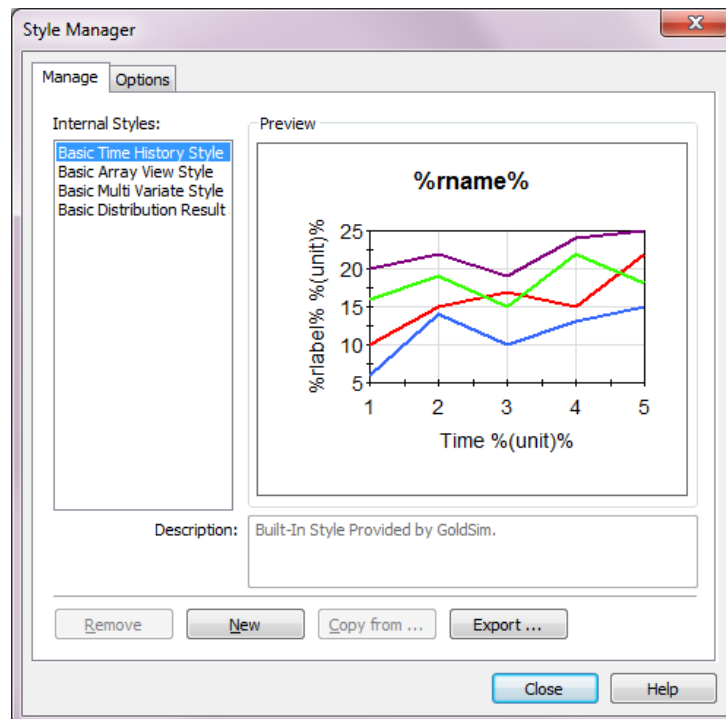 Style Manager
Manage Options
Internal Styles:
Basic Time History Style
Basic Array View Style
Basic Multi Variate Style
Basic Distribution Result
Preview
%rname%
%rlabel% %(unit)%
25
20
15
10
5
1 2 3 4 5
Time %(unit)%
Description: Built-In Style Provided by GoldSim.
Remove New Copy from ... Export ...
Close Help